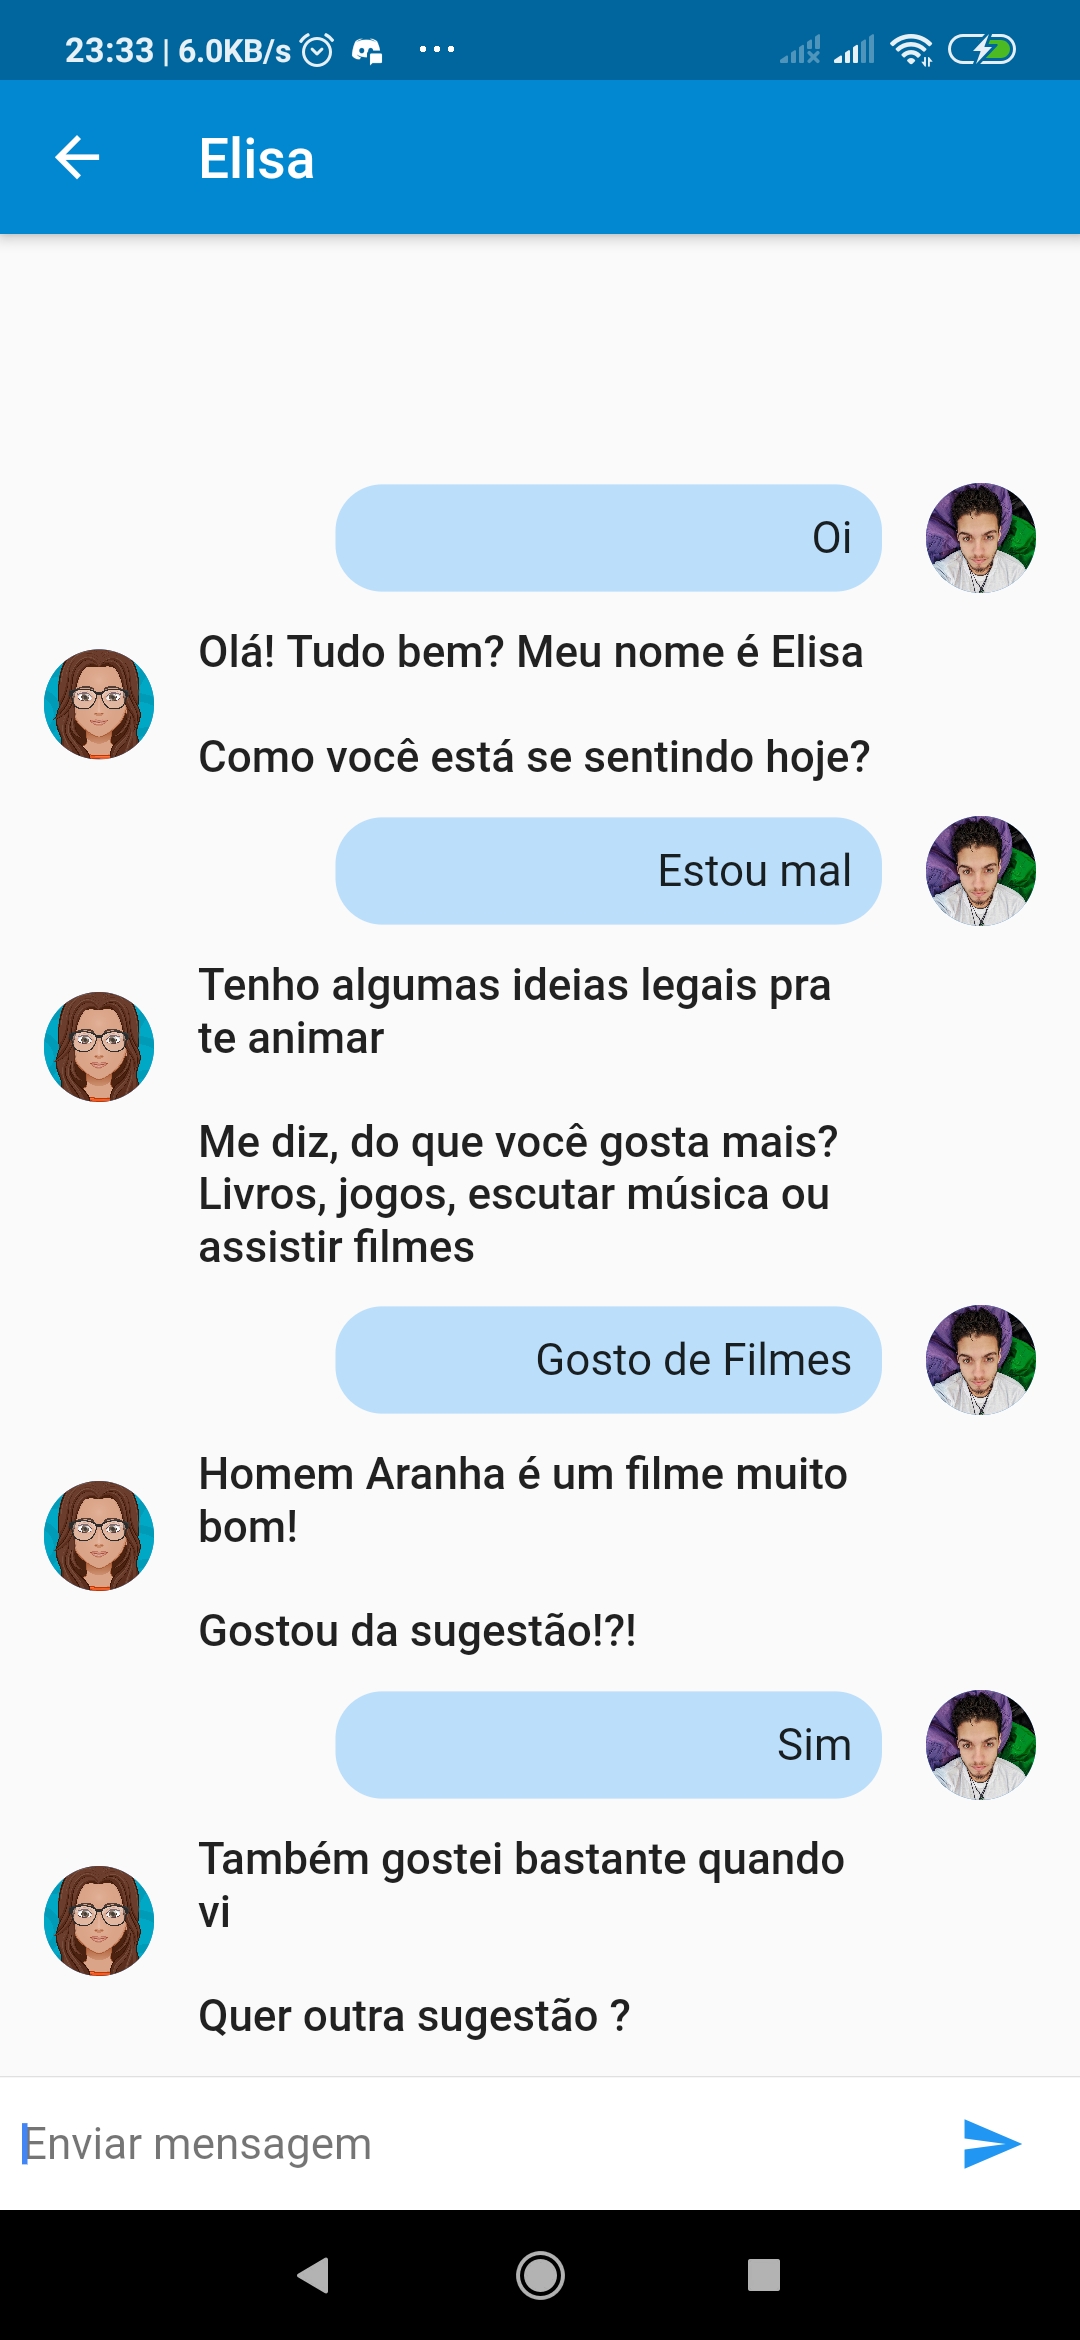 23:33 | 6.0KB/s ...
Elisa
Oi
Olá! Tudo bem? Meu nome é Elisa
Como você está se sentindo hoje?
Estou mal
Tenho algumas ideias legais pra
te animar
Me diz, do que você gosta mais?
Livros, jogos, escutar música ou
assistir filmes
Gosto de Filmes
Homem Aranha é um filme muito
bom!
Gostou da sugestão!?!
Sim
Também gostei bastante quando
vi
Quer outra sugestão ?
Enviar mensagem